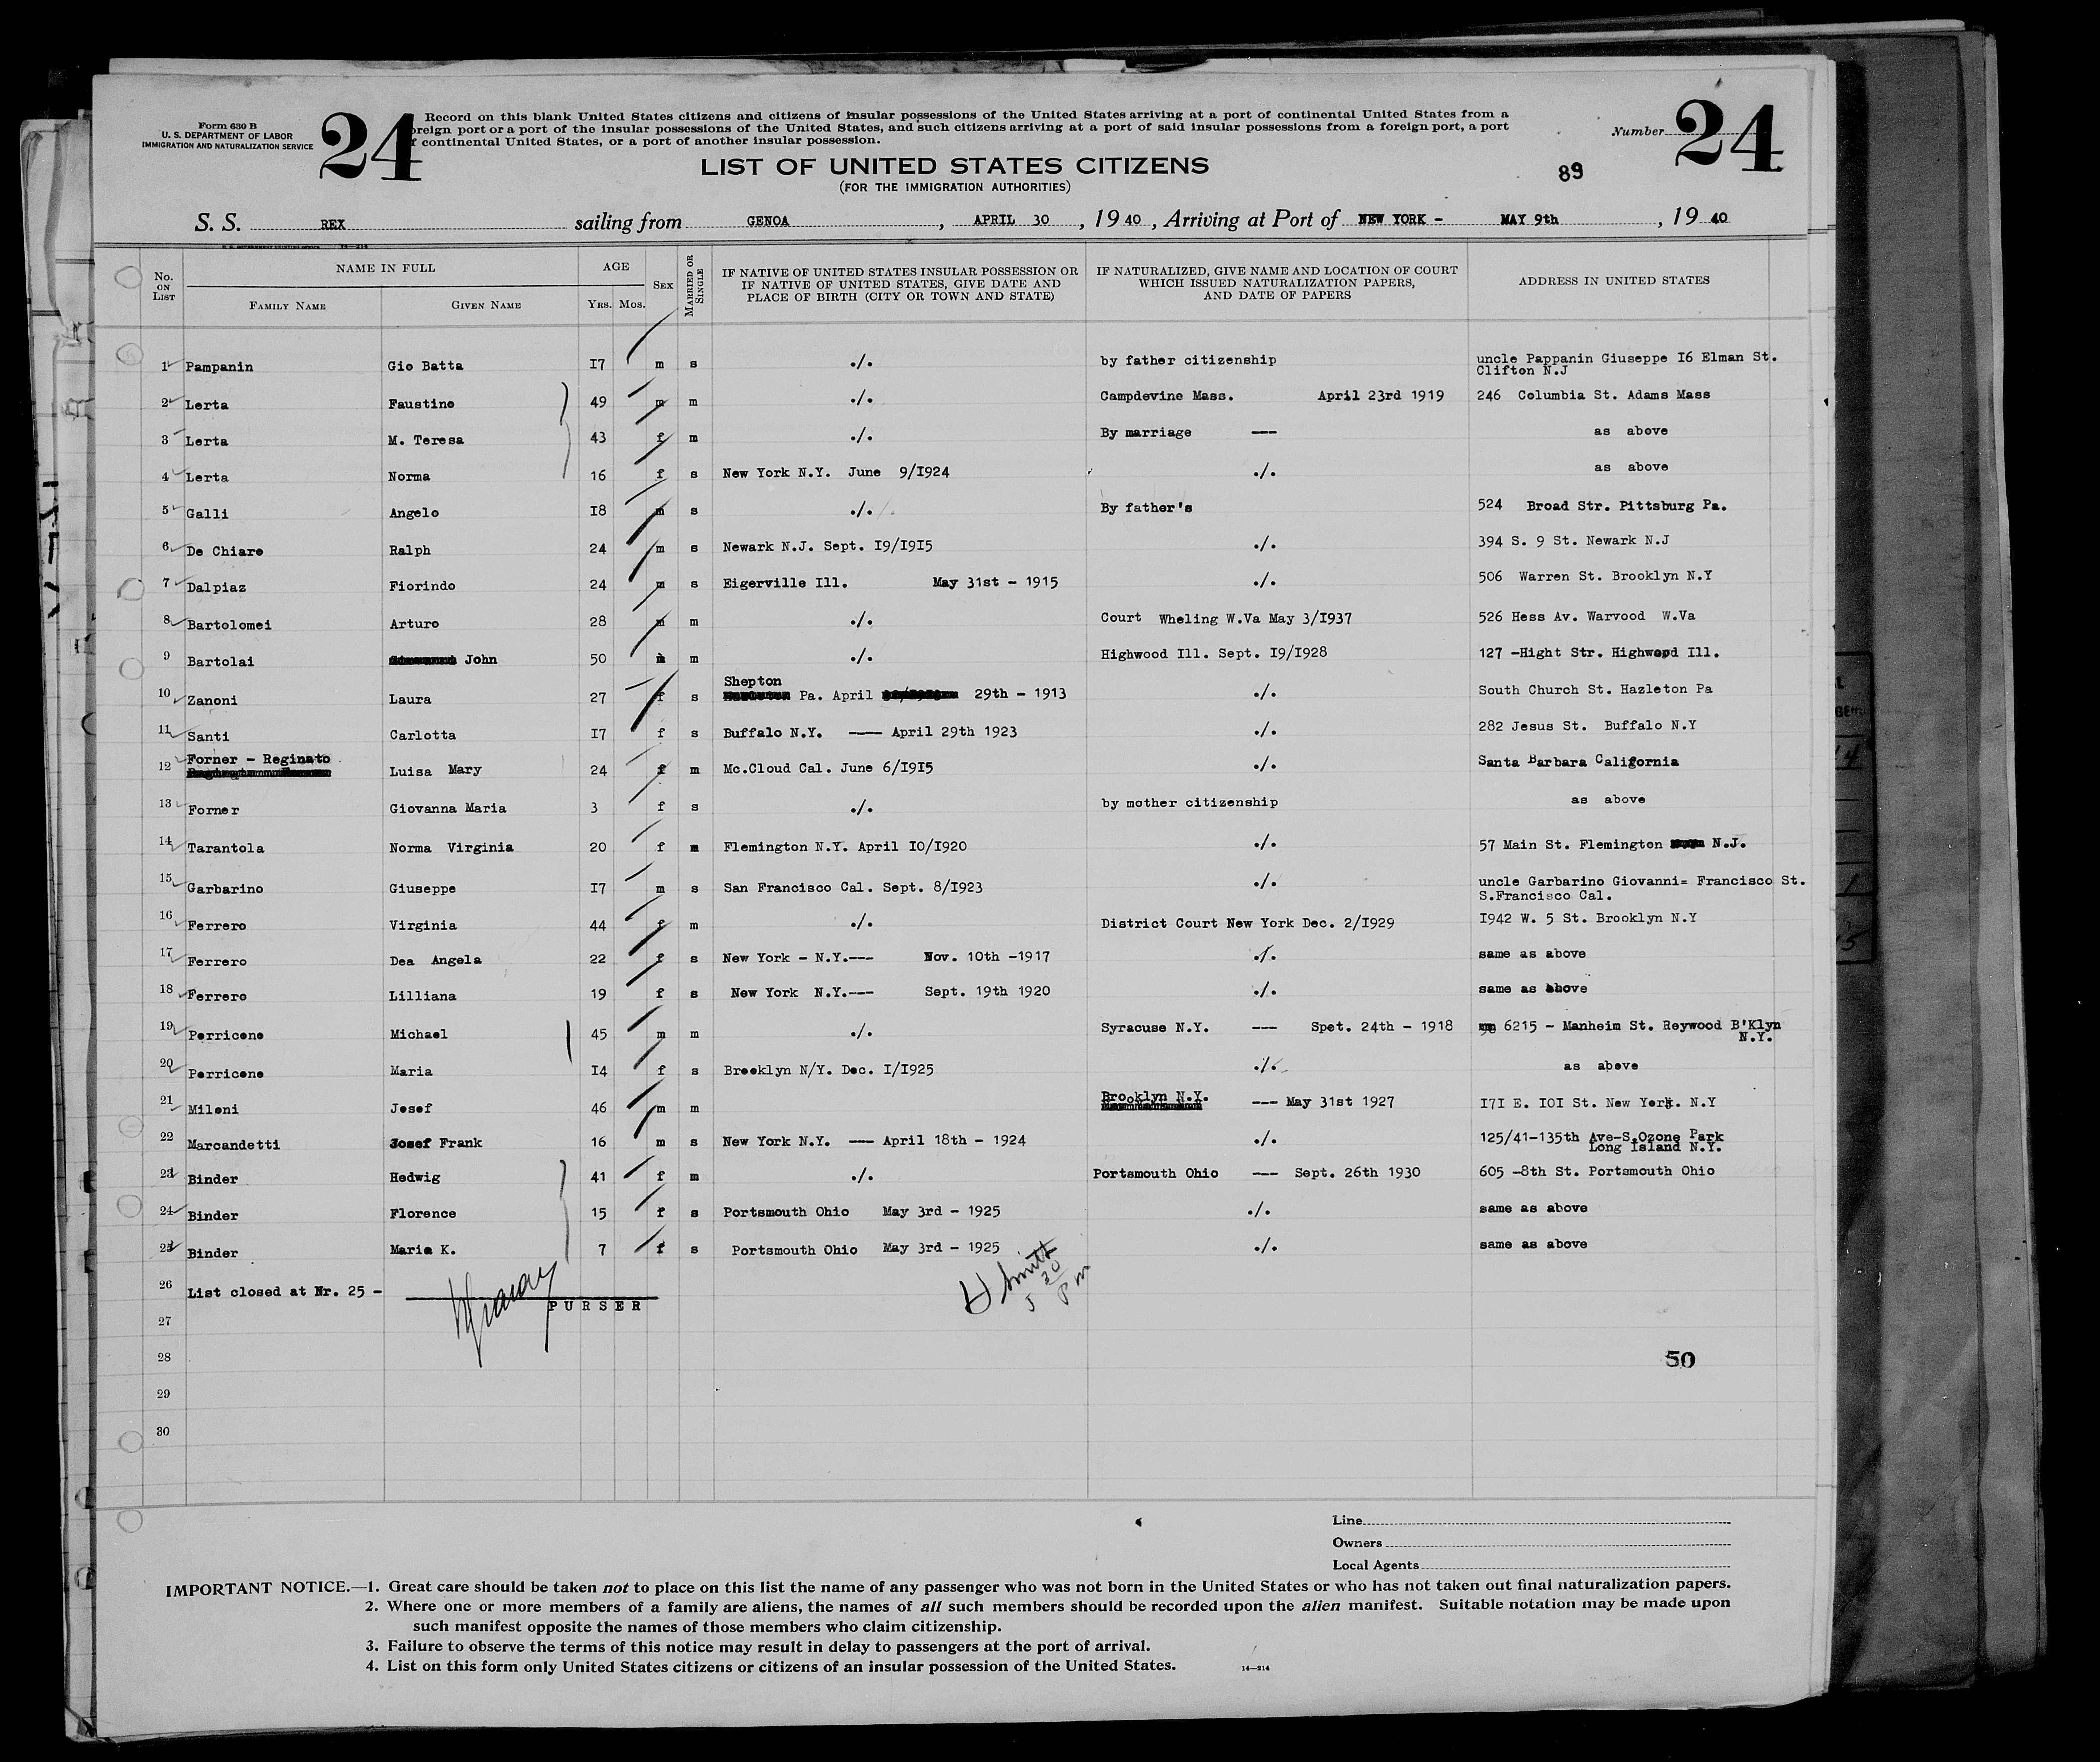 Form 630 B
U. S. DEPARTMENT OF LABOR
IMMIGRATION AND NATURALIZATION SERVICE
24
Record on this blank United States citizens and citizens of insular possessions of the United States arriving at a port of continental United States from a
oreign port or a port of the insular possessions of the United States, and such citizens arriving at a port of said insular possessions from a foreign port, a port
f continental United States, or a port of another insular possession.
Number 24
LIST OF UNITED STATES CITIZENS
(FOR THE IMMIGRATION AUTHORITIES)
89
S. S. REX sailing from GENOA , APRIL 30 , 19 40 , Arriving at Port of NEW YORK - MAY 9th , 19 40
No. ON LIST NAME IN FULL FAMILY NAME GIVEN NAME AGE YRS. MOS. SEX MARRIED OR SINGLE IF NATIVE OF UNITED STATES INSULAR POSSESSION OR IF NATIVE OF UNITED STATES, GIVE DATE AND PLACE OF BIRTH (CITY OR TOWN AND STATE) IF NATURALIZED, GIVE NAME AND LOCATION OF COURT WHICH ISSUED NATURALIZATION PAPERS, AND DATE OF PAPERS ADDRESS IN UNITED STATES
1 Pampanin Gio Batta I7 m s ./. by father citizenship uncle Pappanin Giuseppe I6 Elman St.
Clifton N.J
2 Lerta Faustino 49 m m ./. Campdevine Mass. April 23rd 1919 246 Columbia St. Adams Mass
3 Lerta M. Teresa 43 f m ./. By marriage --- as above
4 Lerta Norma 16 f s New York N.Y. June 9/I924 ./. as above
5 Galli Angelo I8 m s ./. By father's 524 Broad Str. Pittsburg Pa.
6 De Chiaro Ralph 24 m s Newark N.J. Sept. I9/I9I5 ./. 394 S. 9 St. Newark N.J
7 Dalpiaz Fiorindo 24 m s Eigerville Ill. May 31st - 1915 ./. 506 Warren St. Brooklyn N.Y
8 Bartolomei Arturo 28 m m ./. Court Wheling W.Va May 3/I937 526 Hess Av. Warvood W.Va
9 Bartolai John 50 m m ./. Highwood Ill. Sept. I9/I928 127 -Hight Str. Highwood Ill.
Shepton
10 Zanoni Laura 27 f s Pa. April 29th - 1913 ./. South Church St. Hazleton Pa
11 Santi Carlotta I7 f s Buffalo N.Y. ---- April 29th 1923 ./. 282 Jesus St. Buffalo N.Y
Forner - Reginato
12 Luisa Mary 24 f m Mc.Cloud Cal. June 6/I9I5 ./. Santa Barbara California
13 Forner Giovanna Maria 3 f s ./. by mother citizenship as above
14 Tarantola Norma Virginia 20 f m Flemington N.Y. April I0/I920 ./. 57 Main St. Flemington N.J.
15 Garbarino Giuseppe I7 m s San Francisco Cal. Sept. 8/I923 ./. uncle Garbarino Giovanni= Francisco St.
S.Francisco Cal.
16 Ferrero Virginia 44 f m ./. District Court New York Dec. 2/I929 I942 W. 5 St. Brooklyn N.Y
17 Ferrero Dea Angela 22 f s New York - N.Y.--- Nov. 10th -1917 ./. same as above
18 Ferrero Lilliana 19 f s New York N.Y.--- Sept. 19th 1920 ./. same as above
19 Perricone Michael 45 m m ./. Syracuse N.Y. --- Spet. 24th - 1918 6215 - Manheim St. Reywood B'Klyn
N.Y.
20 Perricone Maria I4 f s Brooklyn N/Y. Dec. I/I925 ./. as above
21 Miloni Josef 46 m m Brooklyn N.Y. --- May 31st 1927 I7I E. I0I St. New York. N.Y
22 Marcandetti Josef Frank 16 m s New York N.Y. --- April 18th - 1924 ./. 125/41-135th Ave-S.Ozone Park
Long Island N.Y.
23 Binder Hedwig 41 f m ./. Portsmouth Ohio --- Sept. 26th 1930 605 -8th St. Portsmouth Ohio
24 Binder Florence 15 f s Portsmouth Ohio May 3rd - 1925 ./. same as above
25 Binder Marie K. 7 f s Portsmouth Ohio May 3rd - 1925 ./. same as above
26 List closed at Nr. 25 -
PURSER
27
28 50
29
30
Line
Owners
Local Agents
IMPORTANT NOTICE.—1. Great care should be taken not to place on this list the name of any passenger who was not born in the United States or who has not taken out final naturalization papers.
2. Where one or more members of a family are aliens, the names of all such members should be recorded upon the alien manifest. Suitable notation may be made upon
such manifest opposite the names of those members who claim citizenship.
3. Failure to observe the terms of this notice may result in delay to passengers at the port of arrival.
4. List on this form only United States citizens or citizens of an insular possession of the United States.
14—214